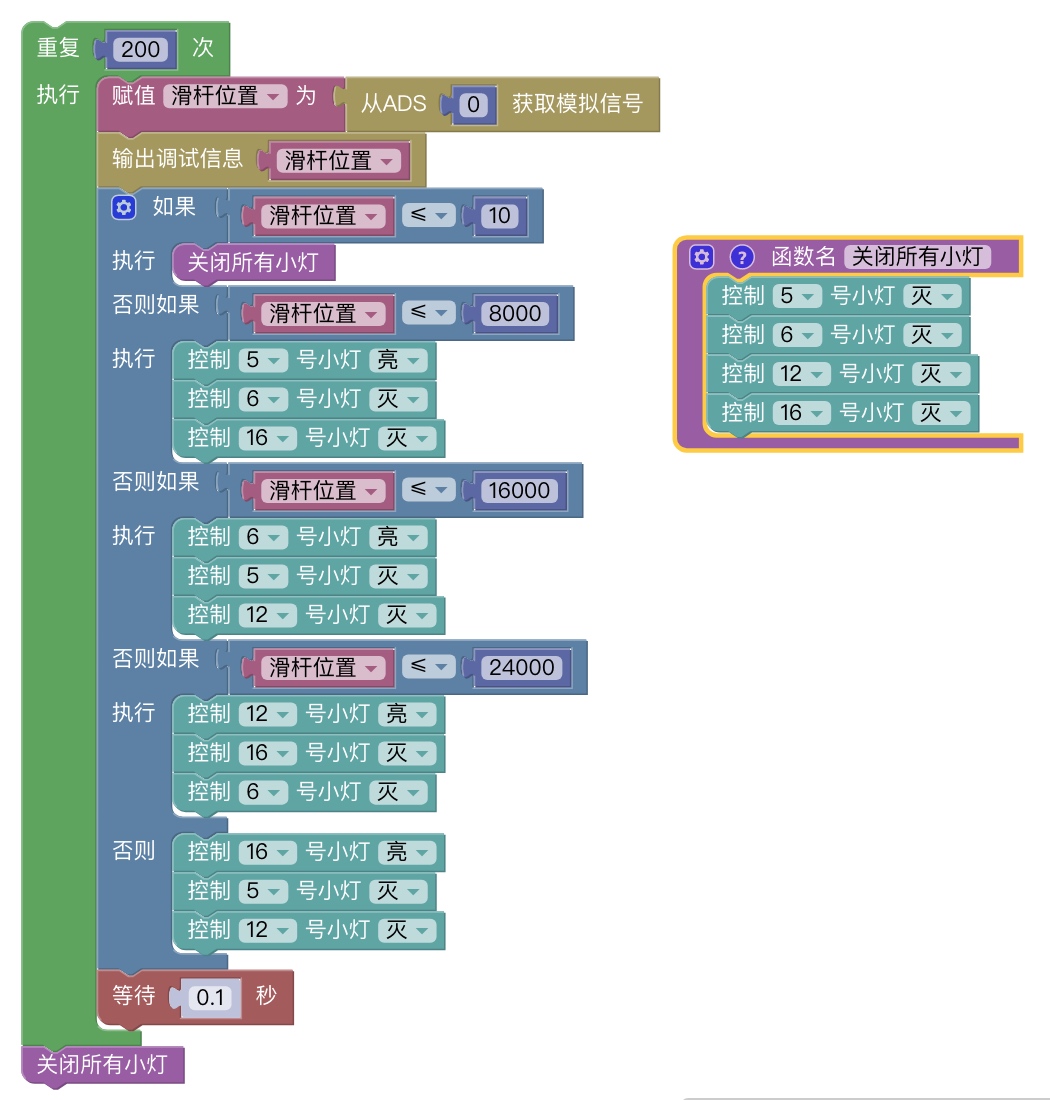 重复 200 次
执行 赋值 滑杆位置 为 从ADS 0 获取模拟信号
输出调试信息 滑杆位置
如果 滑杆位置 ≤ 10
执行 关闭所有小灯
否则如果 滑杆位置 ≤ 8000
执行 控制 5 号小灯 亮
控制 6 号小灯 灭
控制 16 号小灯 灭
否则如果 滑杆位置 ≤ 16000
执行 控制 6 号小灯 亮
控制 5 号小灯 灭
控制 12 号小灯 灭
否则如果 滑杆位置 ≤ 24000
执行 控制 12 号小灯 亮
控制 16 号小灯 灭
控制 6 号小灯 灭
否则 控制 16 号小灯 亮
控制 5 号小灯 灭
控制 12 号小灯 灭
等待 0.1 秒
关闭所有小灯
? 函数名 关闭所有小灯
控制 5 号小灯 灭
控制 6 号小灯 灭
控制 12 号小灯 灭
控制 16 号小灯 灭